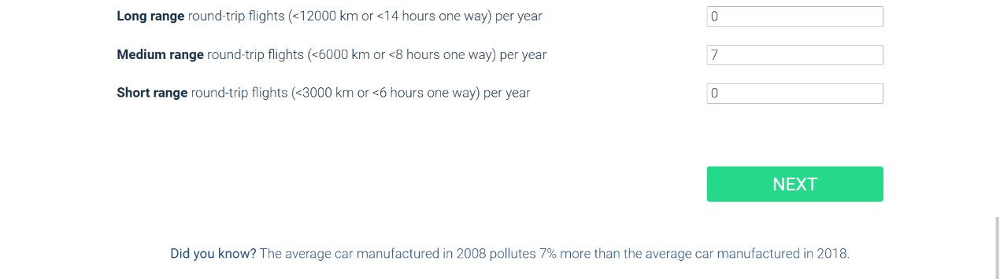 Long range round-trip flights (<12000 km or <14 hours one way) per year
0
Medium range round-trip flights (<6000 km or <8 hours one way) per year
7
Short range round-trip flights (<3000 km or <6 hours one way) per year
0
NEXT
Did you know? The average car manufactured in 2008 pollutes 7% more than the average car manufactured in 2018.